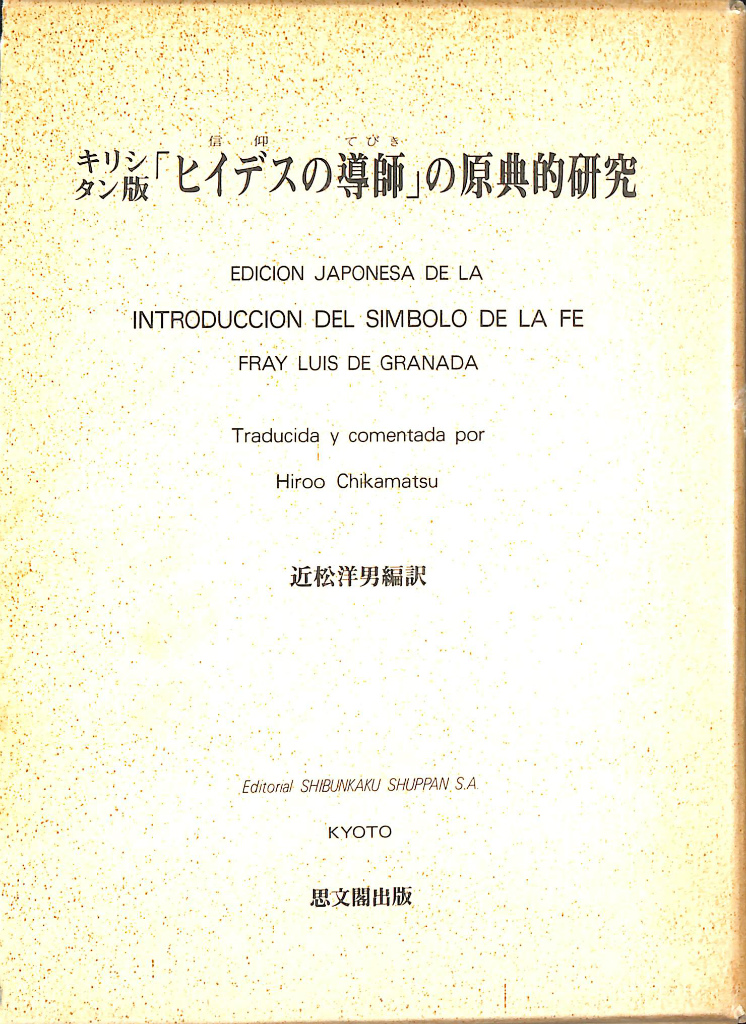 信仰 てびき
キリシタン版「ヒイデスの導師」の原典的研究
EDICION JAPONESA DE LA
INTRODUCCION DEL SIMBOLO DE LA FE
FRAY LUIS DE GRANADA
Traducida y comentada por
Hiroo Chikamatsu
近松洋男編訳
Editorial SHIBUNKAKU SHUPPAN S.A.
KYOTO
思文閣出版